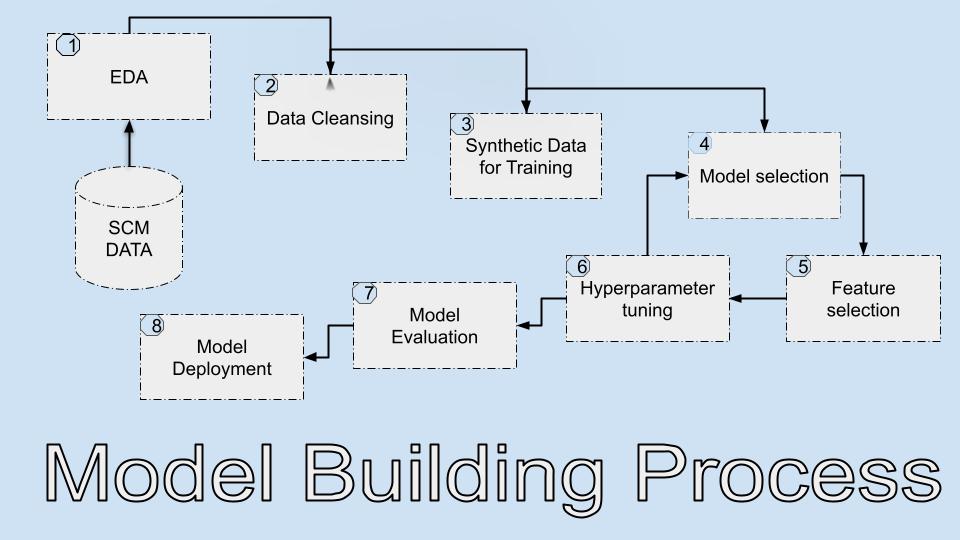 1
EDA
2
Data Cleansing
3
Synthetic Data
for Training
4
Model selection
SCM
DATA
5
Feature
selection
6
Hyperparameter
tuning
7
Model
Evaluation
8
Model
Deployment
Model Building Process